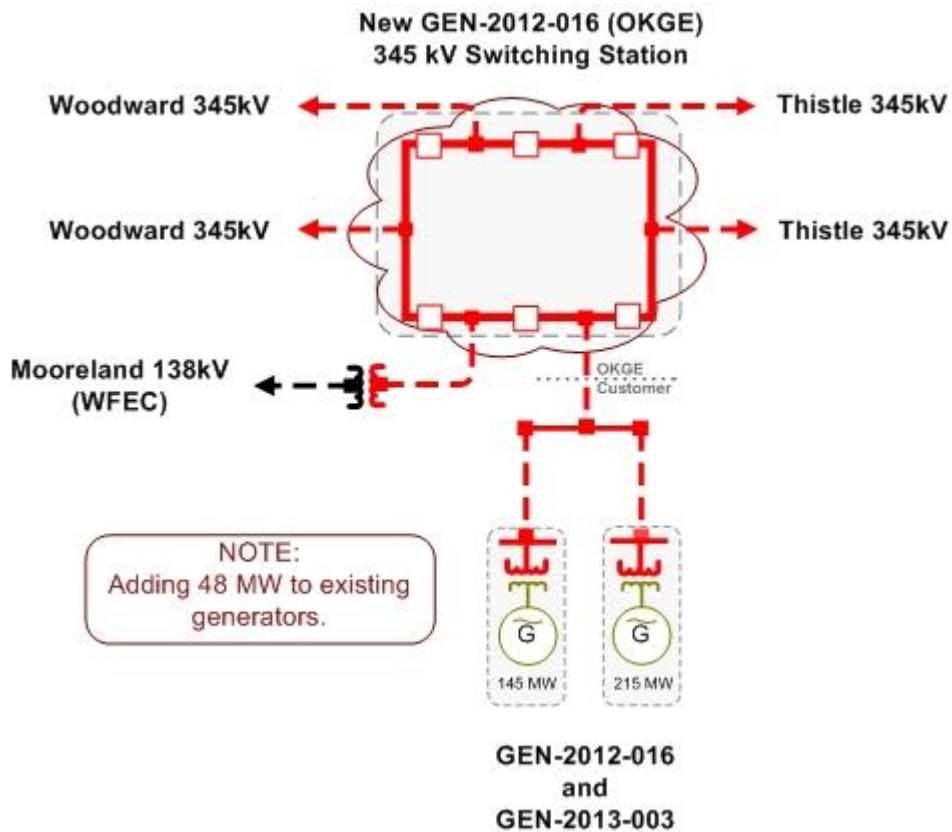 New GEN-2012-016 (OKGE)
345 kV Switching Station
Woodward 345kV
Thistle 345kV
Woodward 345kV
Thistle 345kV
Mooreland 138kV
(WFEC)
OKGE
Customer
NOTE:
Adding 48 MW to existing
generators.
G
G
145 MW
215 MW
GEN-2012-016
and
GEN-2013-003